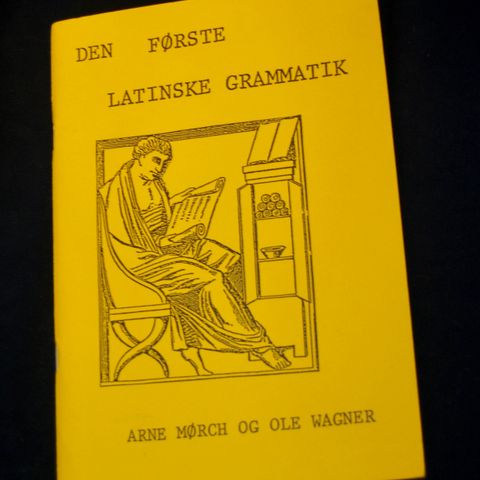 DEN FØRSTE
LATINSKE GRAMMATIK
ARNE MØRCH OG OLE WAGNER